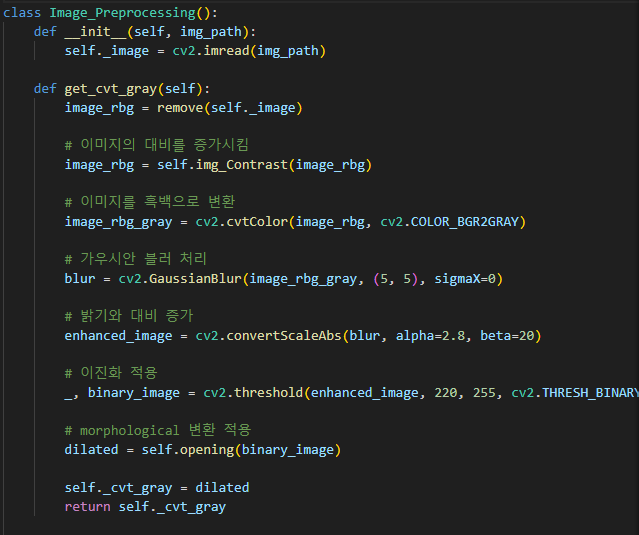 class Image_Preprocessing():
    def __init__(self, img_path):
        self._image = cv2.imread(img_path)

    def get_cvt_gray(self):
        image_rbg = remove(self._image)

        # 이미지의 대비를 증가시킴
        image_rbg = self.img_Contrast(image_rbg)

        # 이미지를 흑백으로 변환
        image_rbg_gray = cv2.cvtColor(image_rbg, cv2.COLOR_BGR2GRAY)

        # 가우시안 블러 처리
        blur = cv2.GaussianBlur(image_rbg_gray, (5, 5), sigmaX=0)

        # 밝기와 대비 증가
        enhanced_image = cv2.convertScaleAbs(blur, alpha=2.8, beta=20)

        # 이진화 적용
        _, binary_image = cv2.threshold(enhanced_image, 220, 255, cv2.THRESH_BINARY

        # morphological 변환 적용
        dilated = self.opening(binary_image)

        self._cvt_gray = dilated
        return self._cvt_gray